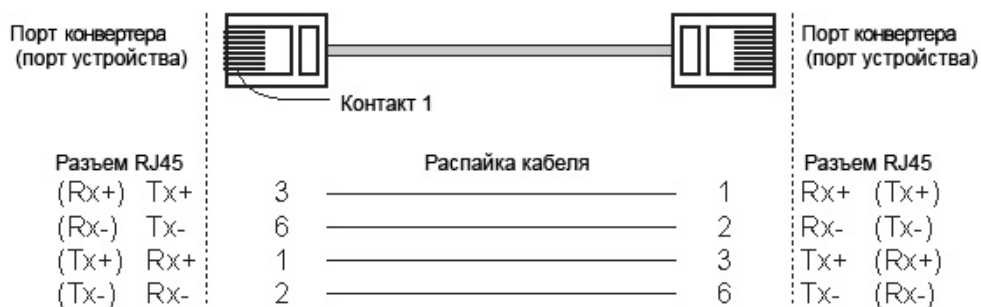 Порт конвертера
(порт устройства)
Порт конвертера
(порт устройства)
Контакт 1
Разъем RJ45
Распайка кабеля
Разъем RJ45
(Rx+) Tx+ 3 1 Rx+ (Tx+)
(Rx-) Tx- 6 2 Rx- (Tx-)
(Tx+) Rx+ 1 3 Tx+ (Rx+)
(Tx-) Rx- 2 6 Tx- (Rx-)